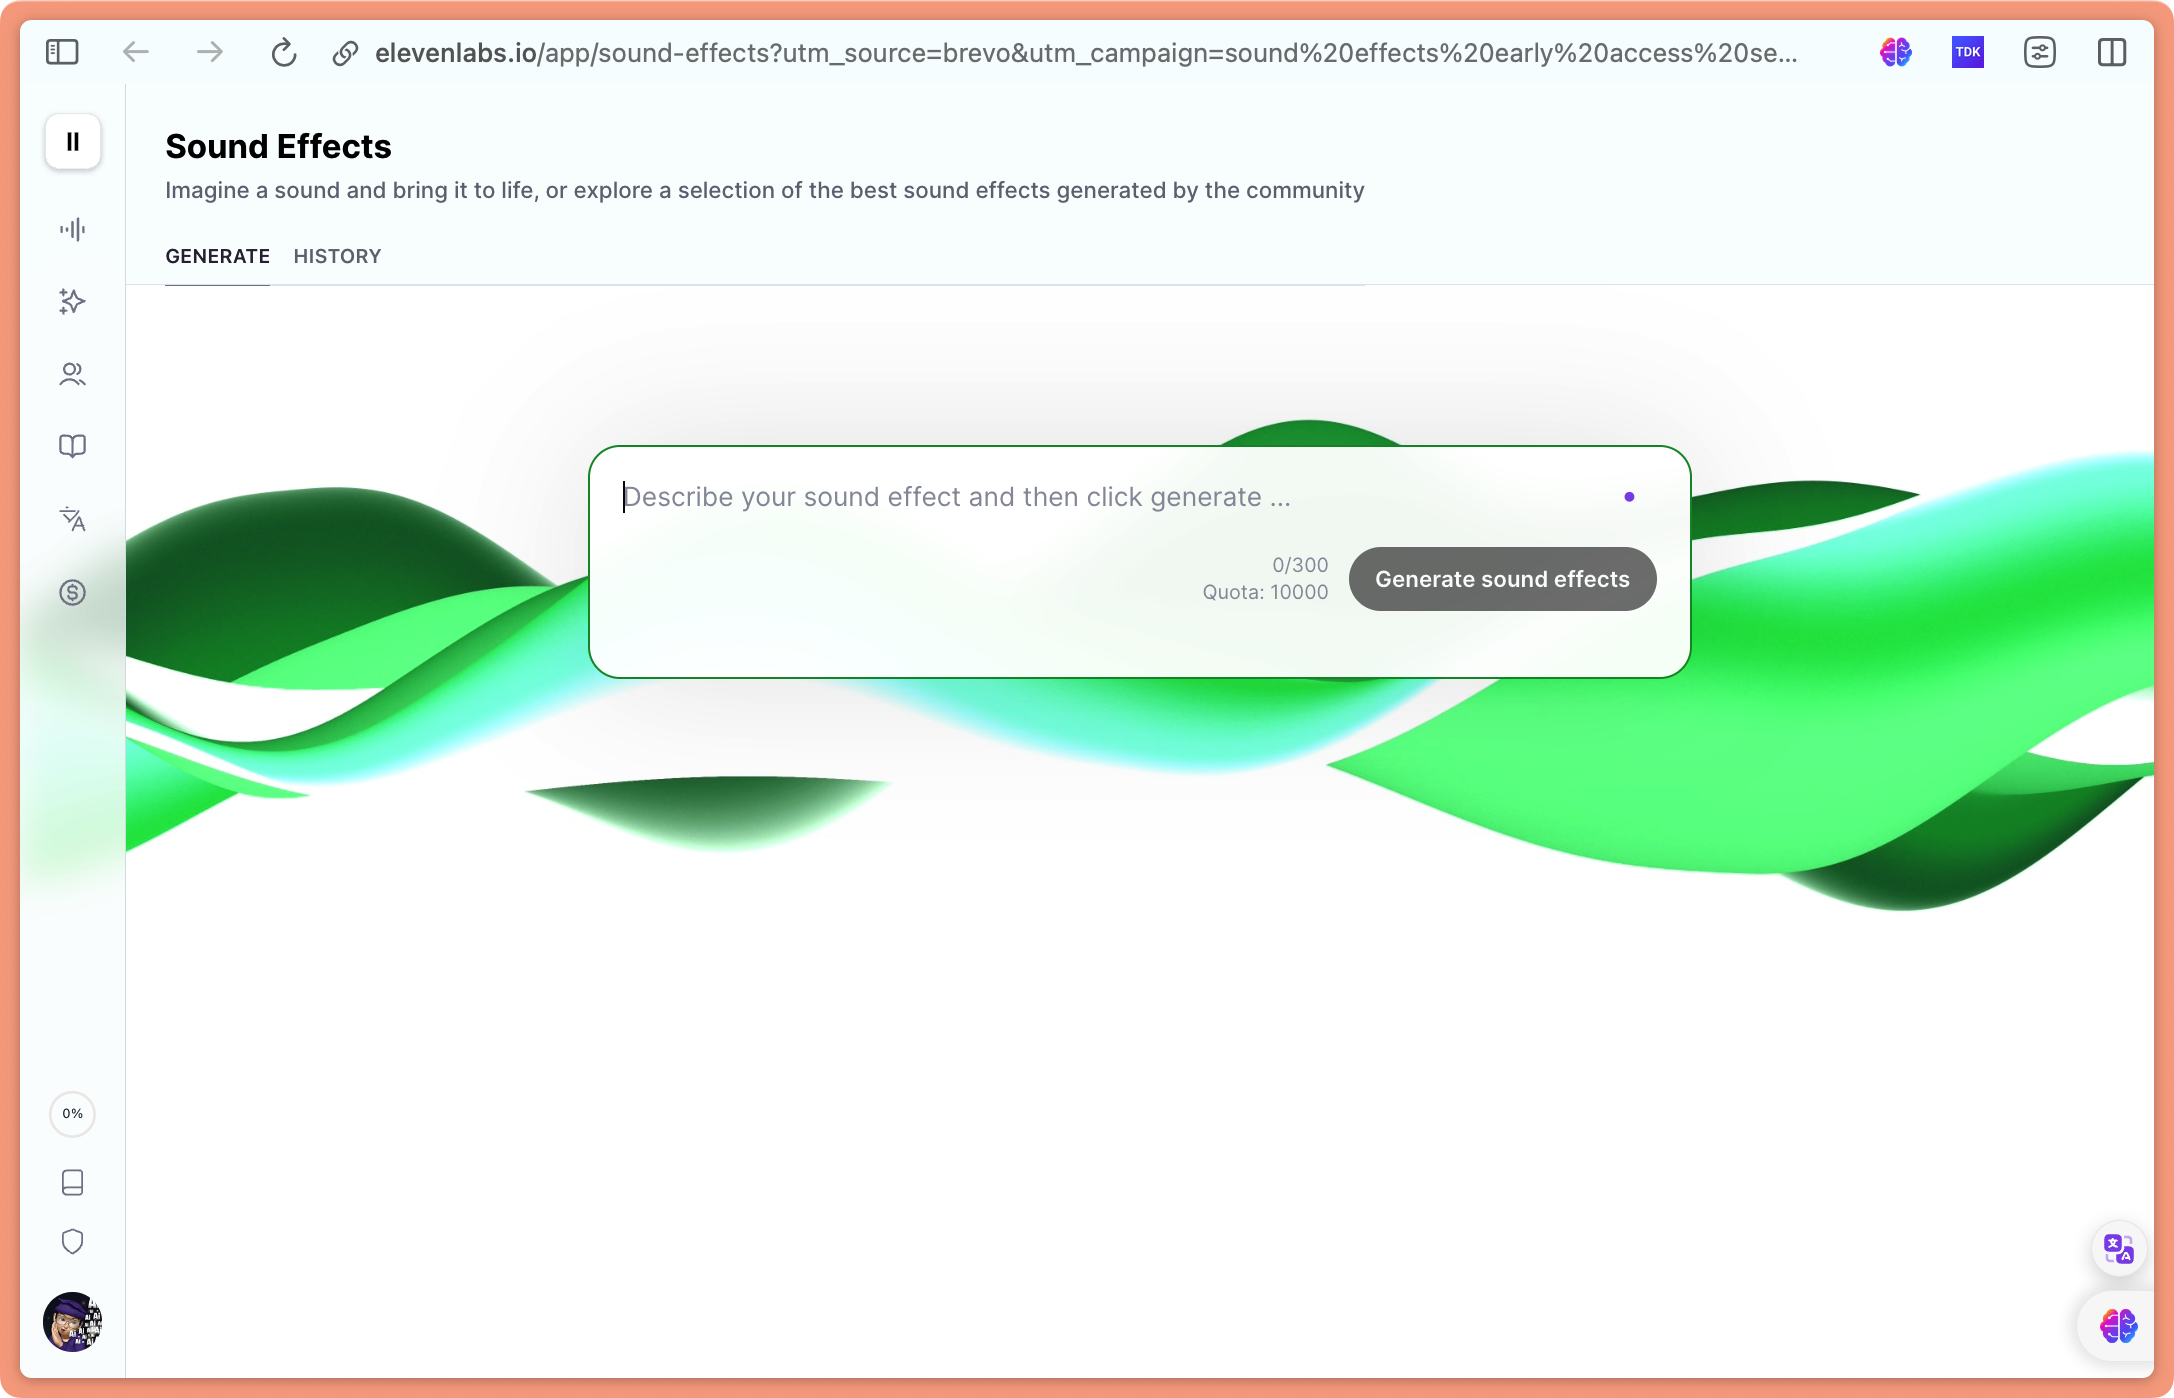 elevenlabs.io/app/sound-effects?utm_source=brevo&utm_campaign=sound%20effects%20early%20access%20se...
TDK
Sound Effects
Imagine a sound and bring it to life, or explore a selection of the best sound effects generated by the community
GENERATE HISTORY
Describe your sound effect and then click generate ...
0/300
Quota: 10000
Generate sound effects
0%